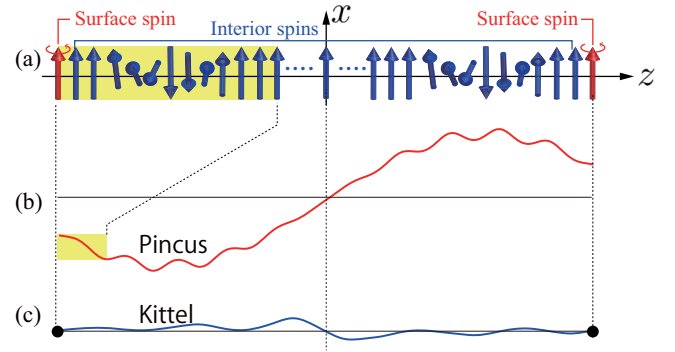 Surface spin
x
Surface spin
Interior spins
(a)
z
(b)
Pincus
(c)
Kittel